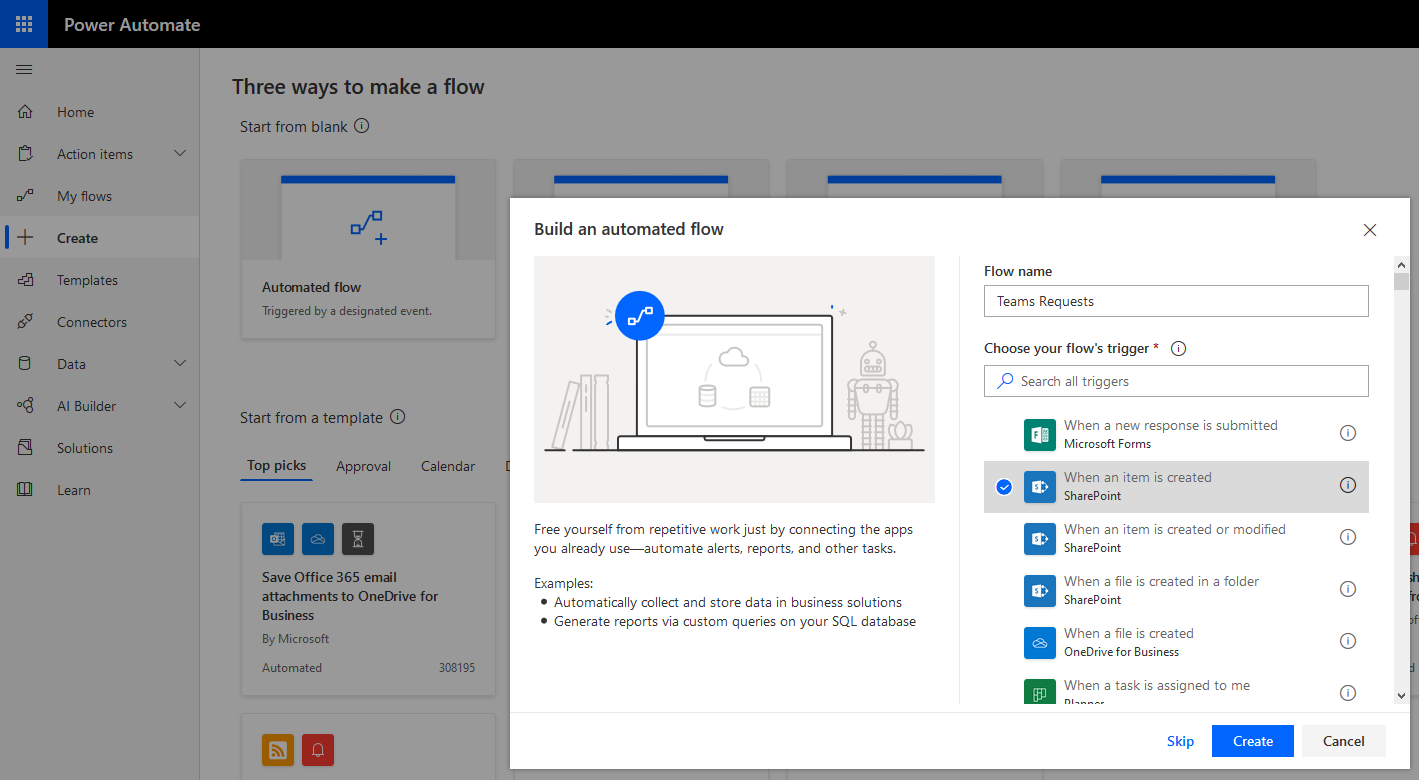 Power Automate
Home
Action items
My flows
Create
Templates
Connectors
Data
AI Builder
Solutions
Learn
Three ways to make a flow
Start from blank
Automated flow
Triggered by a designated event.
Start from a template
Top picks
Approval
Calendar
Save Office 365 email
attachments to OneDrive for
Business
By Microsoft
Automated
308195
Build an automated flow
Free yourself from repetitive work just by connecting the apps
you already use—automate alerts, reports, and other tasks.
Examples:
• Automatically collect and store data in business solutions
• Generate reports via custom queries on your SQL database
Flow name
Teams Requests
Choose your flow's trigger *
Search all triggers
When a new response is submitted
Microsoft Forms
When an item is created
SharePoint
When an item is created or modified
SharePoint
When a file is created in a folder
SharePoint
When a file is created
OneDrive for Business
When a task is assigned to me
Planner
Skip
Create
Cancel